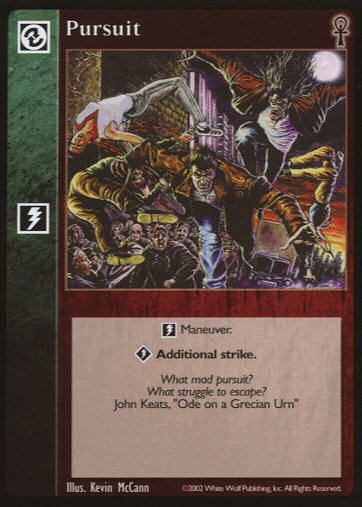 Pursuit
Maneuver.
Additional strike.
What mad pursuit?
What struggle to escape?
John Keats, "Ode on a Grecian Urn"
Illus. Kevin McCann
©2002 White Wolf Publishing, Inc. All Rights Reserved.